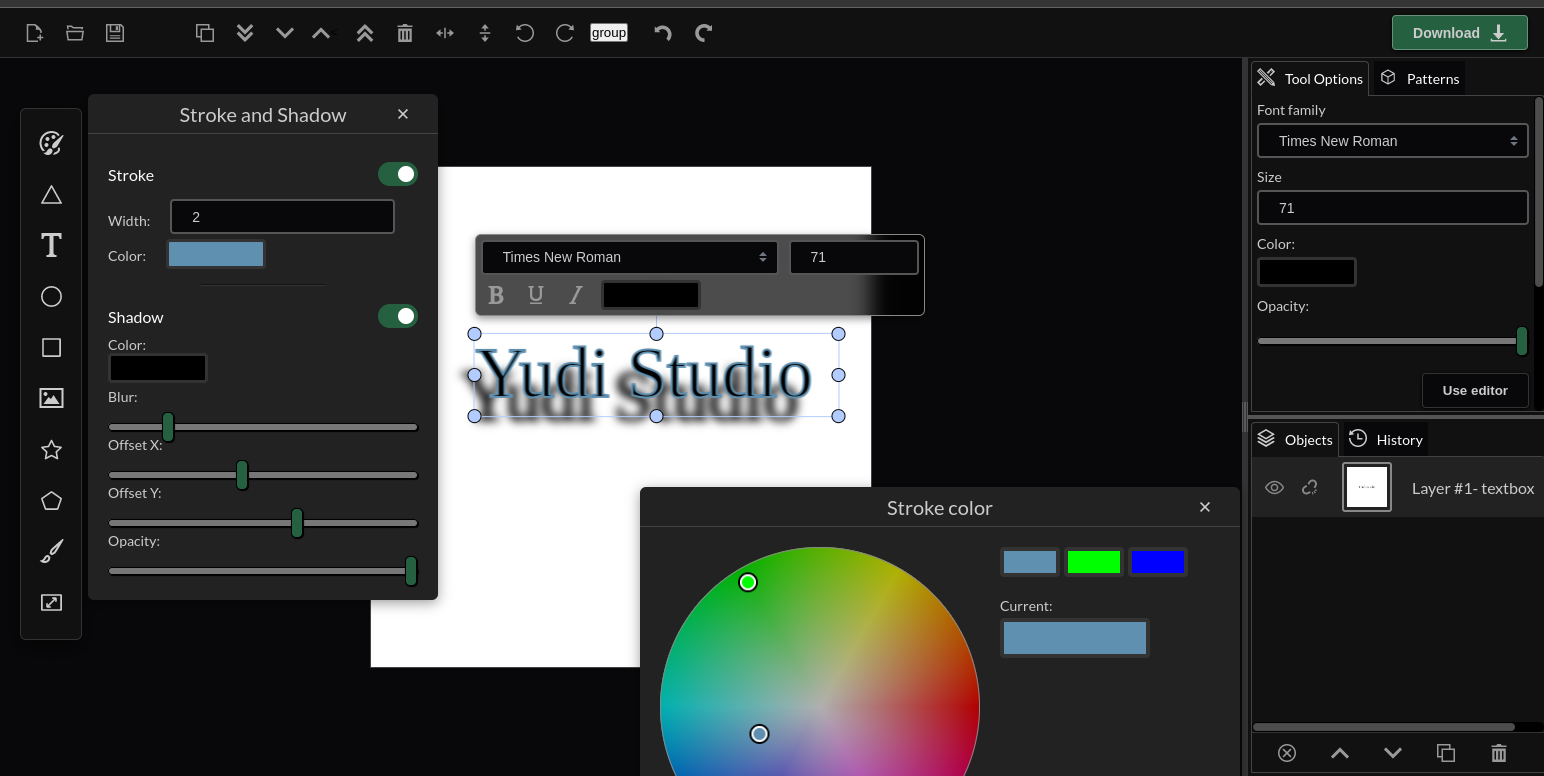 group
Download
Stroke and Shadow
Stroke
Width:
2
Color:
Shadow
Color:
Blur:
Offset X:
Offset Y:
Opacity:
Times New Roman
71
B U I
Yudi Studio
Stroke color
Current:
Tool Options
Patterns
Font family
Times New Roman
Size
71
Color:
Opacity:
Use editor
Objects
History
Layer #1- textbox